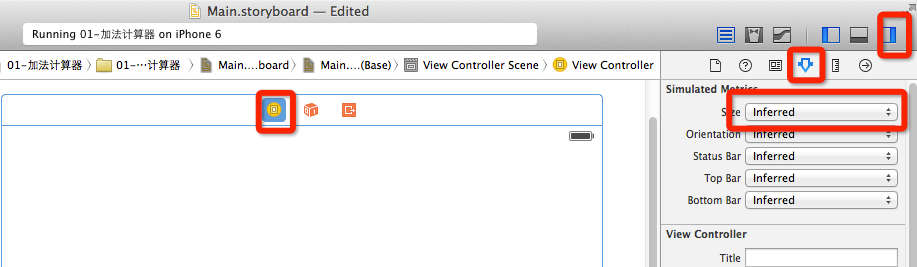 Main.storyboard — Edited
Running 01-加法计算器 on iPhone 6
01-加法计算器 〉 01-…计算器 〉 Main....board 〉 Main....(Base) 〉 View Controller Scene 〉 View Controller
Simulated Metrics
Size Inferred
Orientation Inferred
Status Bar Inferred
Top Bar Inferred
Bottom Bar Inferred
View Controller
Title